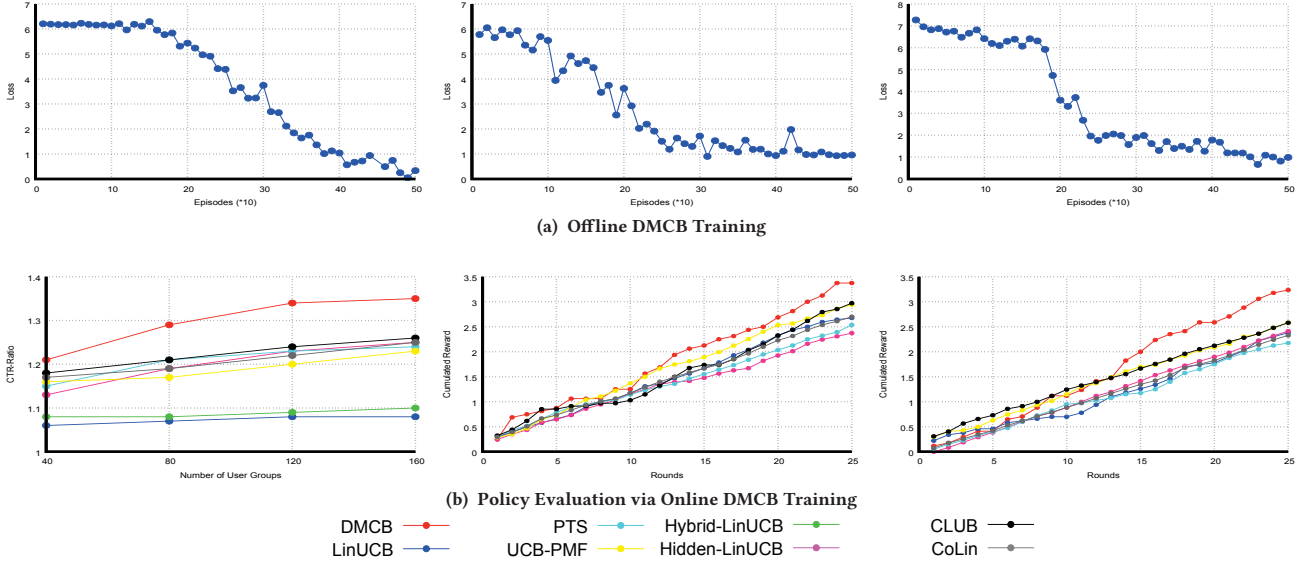 7
6
5
4
3
2
1
0
Loss
0 10 20 30 40 50
Episodes (*10)
7
6
5
4
3
2
1
0
Loss
0 10 20 30 40 50
Episodes (*10)
8
7
6
5
4
3
2
1
0
Loss
0 10 20 30 40 50
Episodes (*10)
(a) Offline DMCB Training
1.4
1.3
1.2
1.1
1
CTR-Ratio
40 80 120 160
Number of User Groups
3.5
3
2.5
2
1.5
1
0.5
0
Cumulated Reward
0 5 10 15 20 25
Rounds
3.5
3
2.5
2
1.5
1
0.5
0
Cumulated Reward
0 5 10 15 20 25
Rounds
(b) Policy Evaluation via Online DMCB Training
DMCB PTS Hybrid-LinUCB CLUB
LinUCB UCB-PMF Hidden-LinUCB CoLin